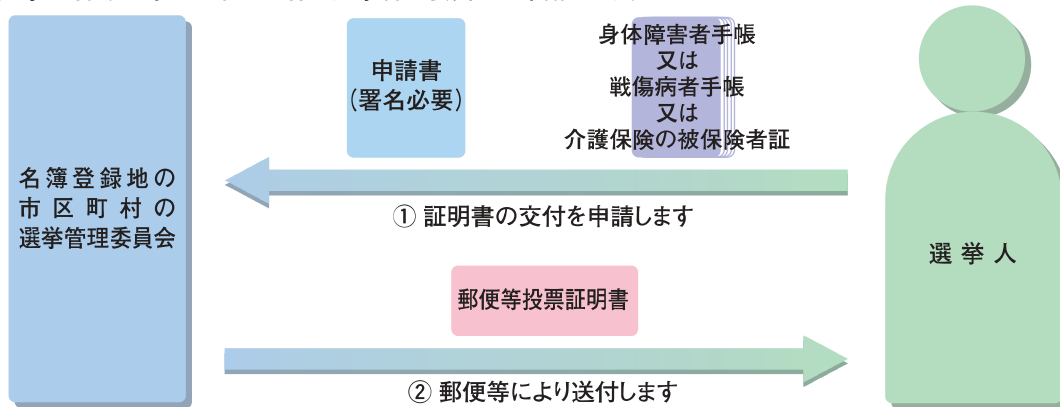 申請書
(署名必要)
身体障害者手帳
又は
戦傷病者手帳
又は
介護保険の被保険者証
名簿登録地の
市区町村の
選挙管理委員会
① 証明書の交付を申請します
選挙人
郵便等投票証明書
② 郵便等により送付します